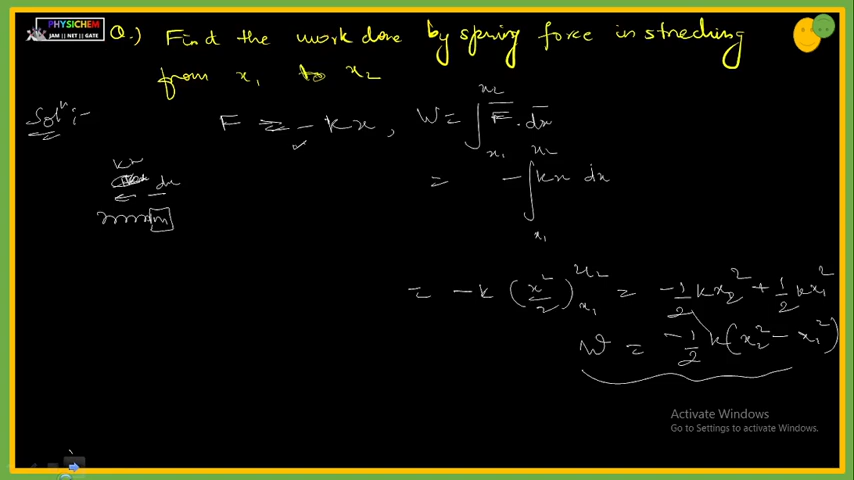 PHYSICHEM
JAM || NET || GATE
Q.) Find the work done by spring force in streching
from x₁ to x₂
Solⁿ:-
F = -kx, W = ∫_{x₁}^{x₂} F̄ . d̄x
= -∫_{x₁}^{x₂} kx dx
kx
dx
m
= -k (x²/2)_{x₁}^{x₂} = -1/2 kx₂² + 1/2 kx₁²
W = -1/2 k(x₂² - x₁²)
Activate Windows
Go to Settings to activate Windows.